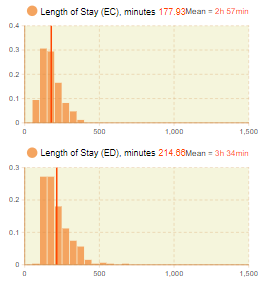 Length of Stay (EC), minutes 177.93 Mean = 2h 57min
0.4
0.3
0.2
0.1
0
0 500 1,000 1,500
Length of Stay (ED), minutes 214.66 Mean = 3h 34min
0.3
0.2
0.1
0
0 500 1,000 1,500